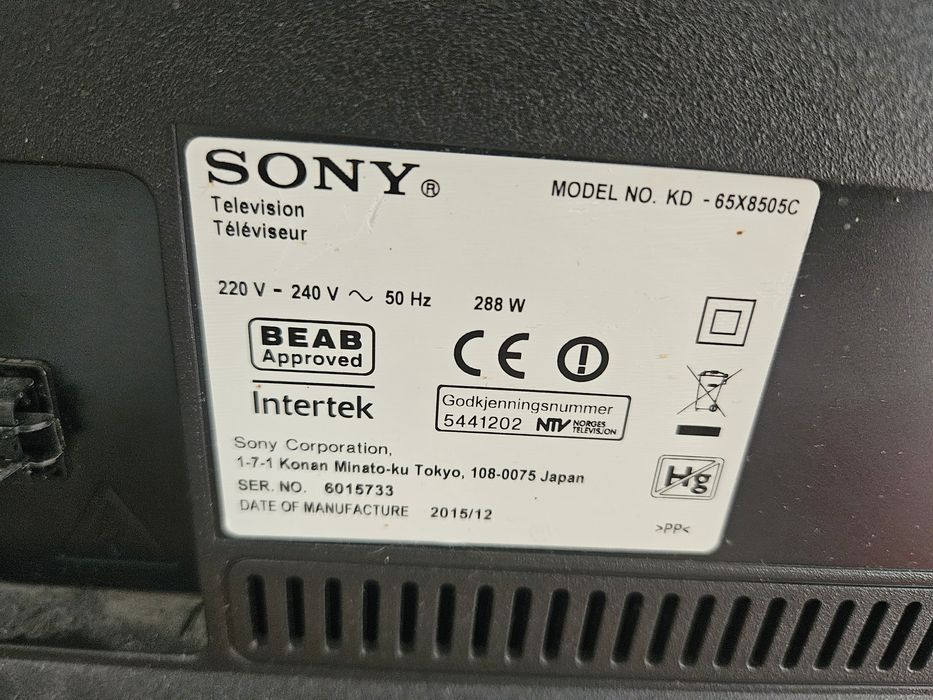 SONY®
MODEL NO. KD - 65X8505C
Television
Téléviseur
220 V - 240 V ~ 50 Hz 288 W
BEAB
Approved
CE
Intertek
Godkjenningsnummer
5441202 NTV NORGES
TELEVISJON
Sony Corporation,
1-7-1 Konan Minato-ku Tokyo, 108-0075 Japan
SER. NO. 6015733
DATE OF MANUFACTURE 2015/12
Hg
>PP<